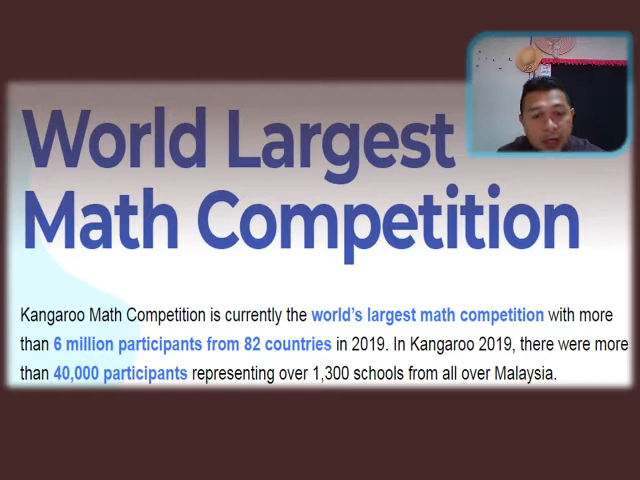 World Largest
Math Competition
Kangaroo Math Competition is currently the world's largest math competition with more
than 6 million participants from 82 countries in 2019. In Kangaroo 2019, there were more
than 40,000 participants representing over 1,300 schools from all over Malaysia.